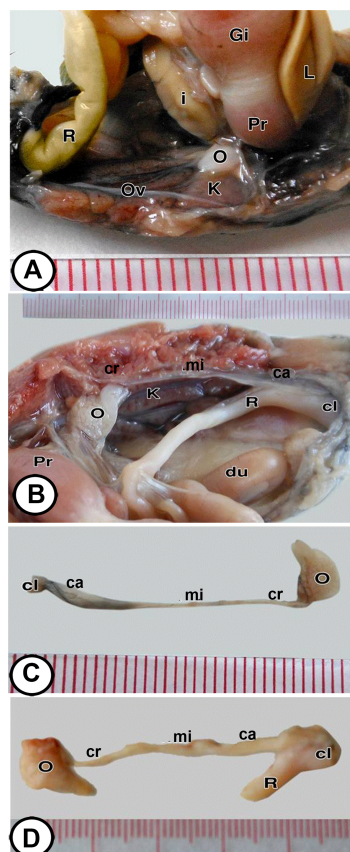 Gi
L
i
Pr
R
O
Ov
K
A
cr mi ca
K R
O cl
Pr du
B
cl ca mi cr O
C
cr mi ca cl
O R
D